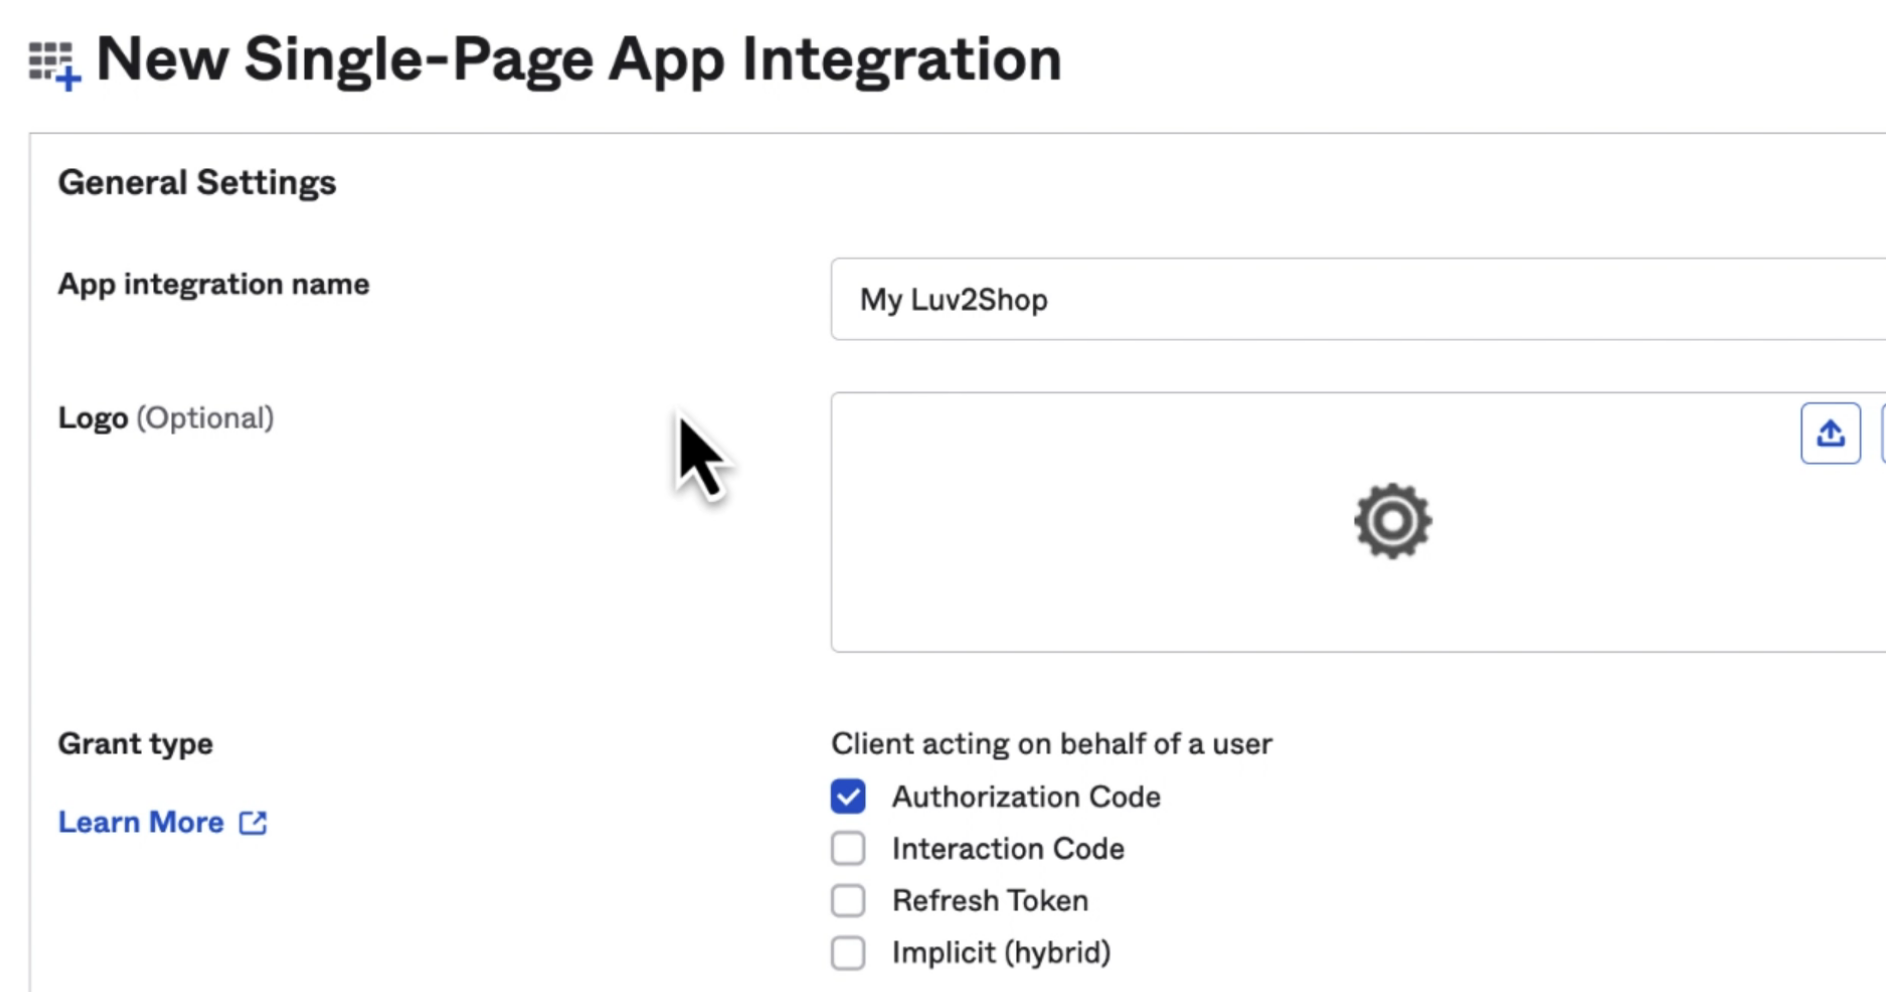 New Single-Page App Integration
General Settings
App integration name
My Luv2Shop
Logo (Optional)
Grant type
Client acting on behalf of a user
Learn More
Authorization Code
Interaction Code
Refresh Token
Implicit (hybrid)